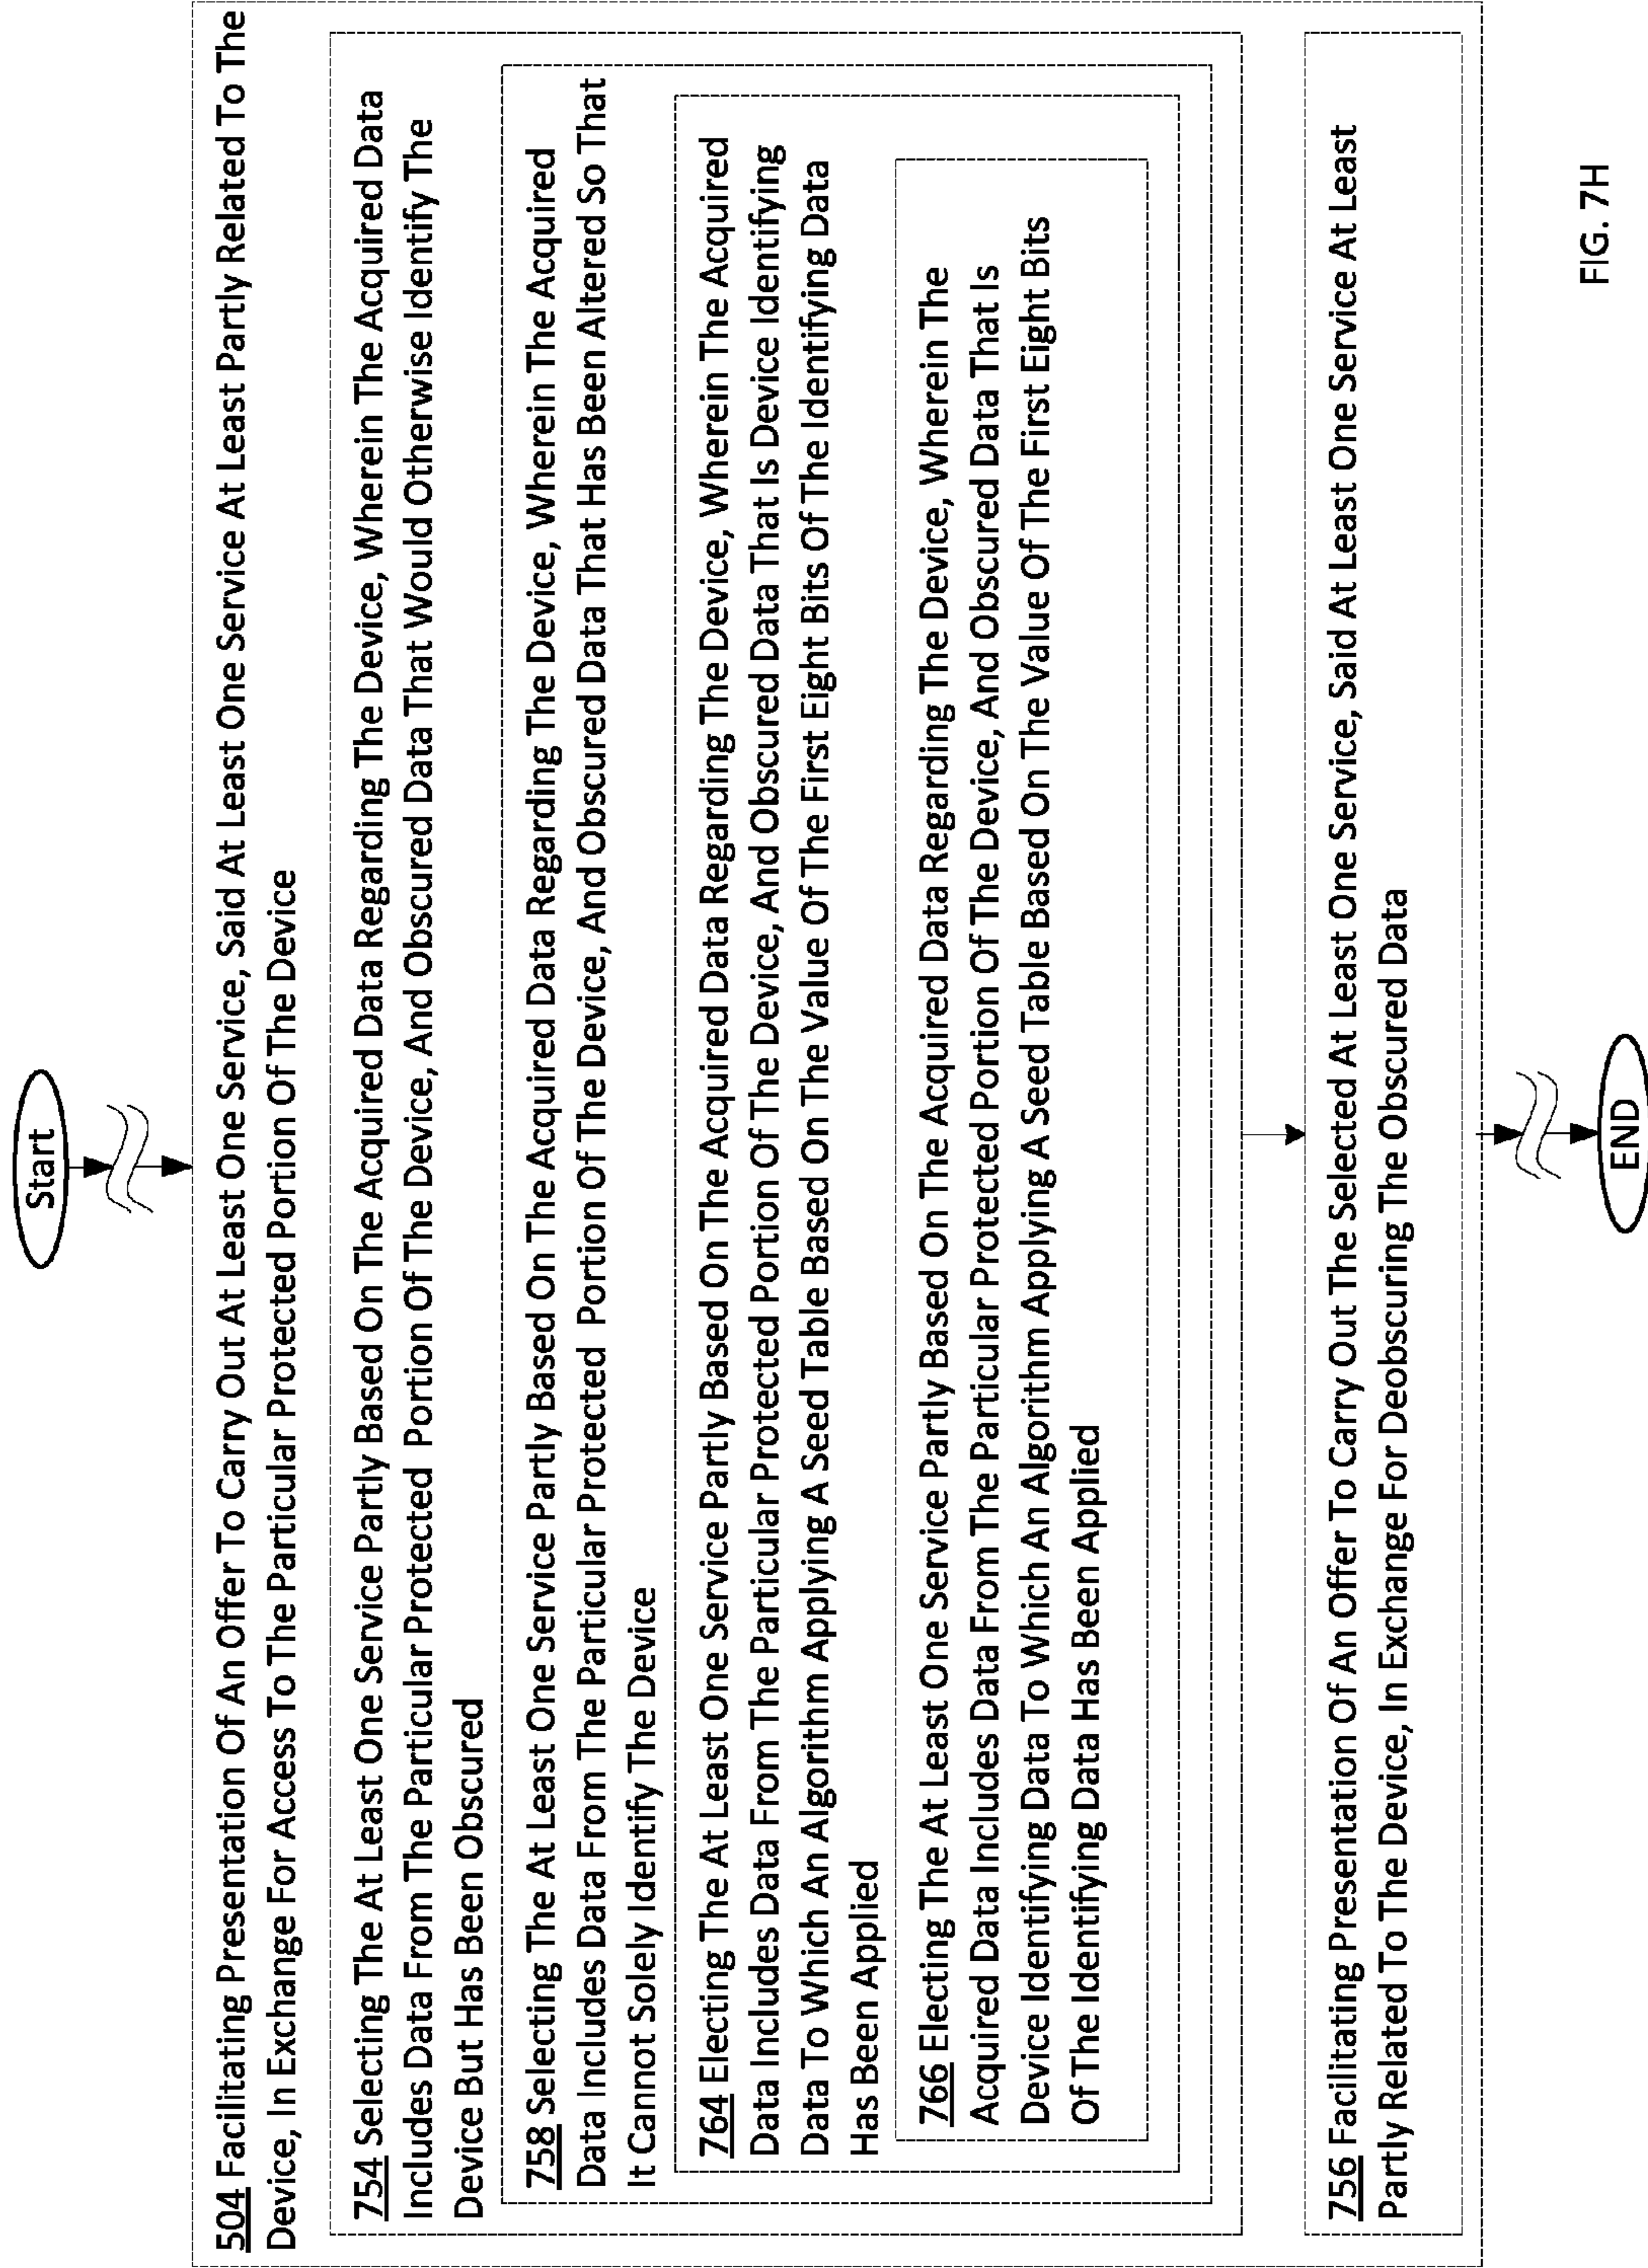 Start
504 Facilitating Presentation Of An Offer To Carry Out At Least One Service, Said At Least One Service At Least Partly Related To The
Device, In Exchange For Access To The Particular Protected Portion Of The Device
754 Selecting The At Least One Service Partly Based On The Acquired Data Regarding The Device, Wherein The Acquired Data
Includes Data From The Particular Protected Portion Of The Device, And Obscured Data That Would Otherwise Identify The
Device But Has Been Obscured
758 Selecting The At Least One Service Partly Based On The Acquired Data Regarding The Device, Wherein The Acquired
Data Includes Data From The Particular Protected Portion Of The Device, And Obscured Data That Has Been Altered So That
It Cannot Solely Identify The Device
764 Electing The At Least One Service Partly Based On The Acquired Data Regarding The Device, Wherein The Acquired
Data Includes Data From The Particular Protected Portion Of The Device, And Obscured Data That Is Device Identifying
Data To Which An Algorithm Applying A Seed Table Based On The Value Of The First Eight Bits Of The Identifying Data
Has Been Applied
766 Electing The At Least One Service Partly Based On The Acquired Data Regarding The Device, Wherein The
Acquired Data Includes Data From The Particular Protected Portion Of The Device, And Obscured Data That Is
Device Identifying Data To Which An Algorithm Applying A Seed Table Based On The Value Of The First Eight Bits
Of The Identifying Data Has Been Applied
756 Facilitating Presentation Of An Offer To Carry Out The Selected At Least One Service, Said At Least One Service At Least
Partly Related To The Device, In Exchange For Deobscuring The Obscured Data
END
FIG. 7H